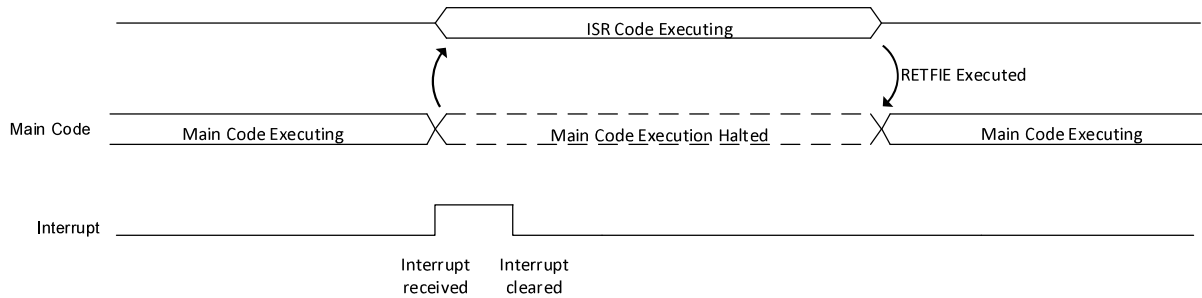 ISR Code Executing
RETFIE Executed
Main Code
Main Code Executing
Main Code Execution Halted
Main Code Executing
Interrupt
Interrupt
received
Interrupt
cleared